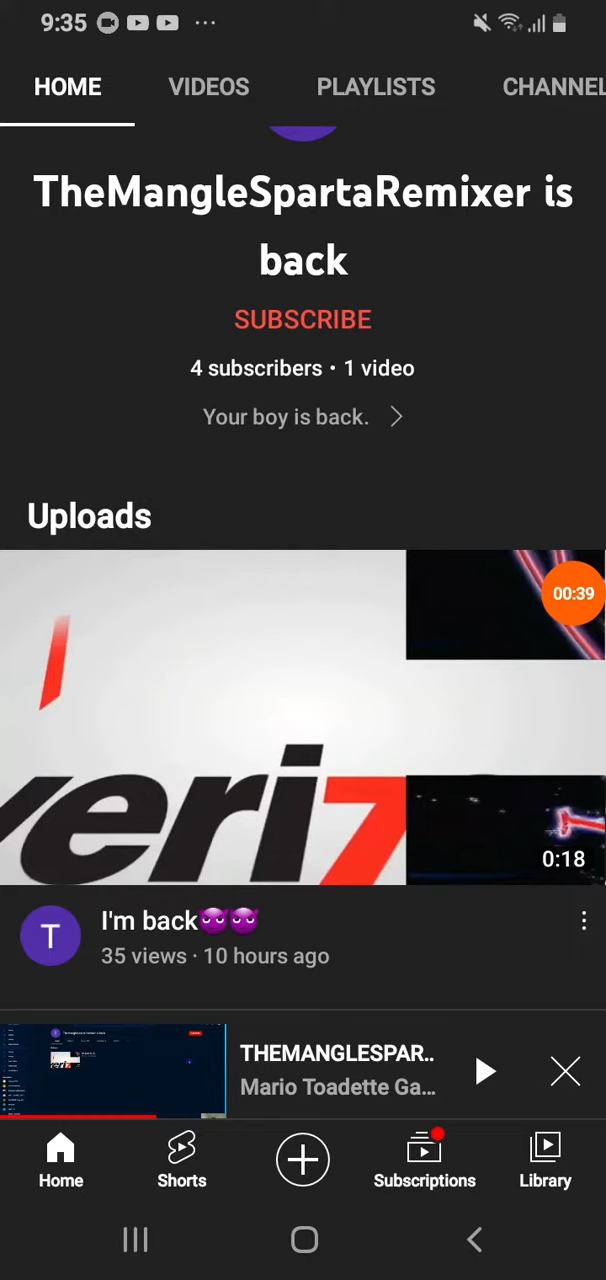 9:35
HOME VIDEOS PLAYLISTS CHANNEL
TheMangleSpartaRemixer is
back
SUBSCRIBE
4 subscribers • 1 video
Your boy is back.
Uploads
00:39
veriz
0:18
T
I'm back😈😈
35 views · 10 hours ago
THEMANGLESPAR..
Mario Toadette Ga...
Home Shorts Subscriptions Library